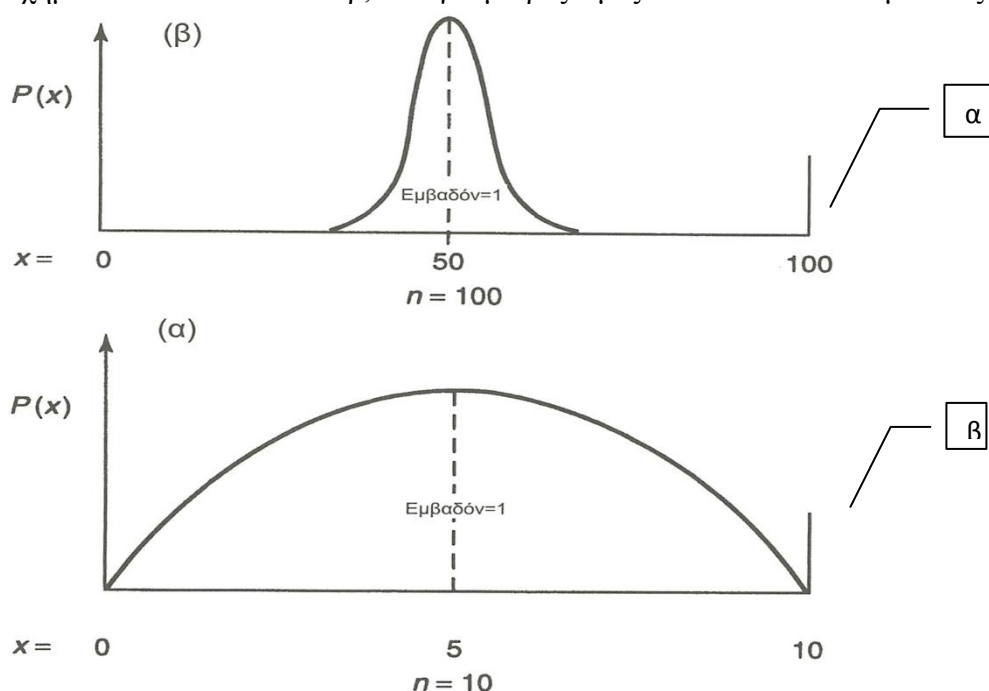 (β)
P(x)
α
Εμβαδόν=1
x = 0 50 100
n = 100
(α)
P(x)
β
Εμβαδόν=1
x = 0 5 10
n = 10